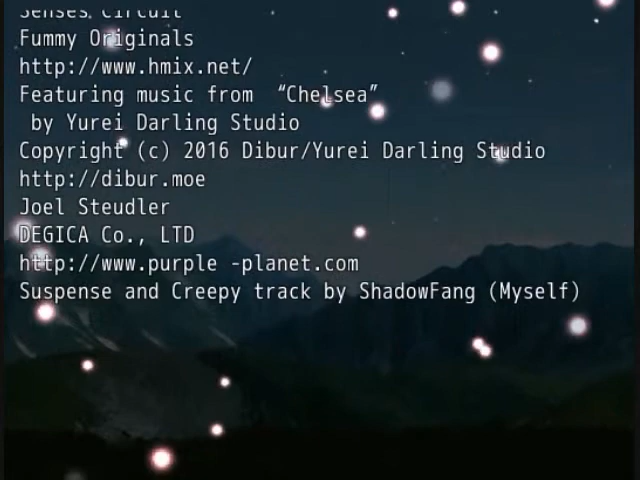 Senses Circuit
Fummy Originals
http://www.hmix.net/
Featuring music from “Chelsea”
by Yurei Darling Studio
Copyright (c) 2016 Dibur/Yurei Darling Studio
http://dibur.moe
Joel Steudler
DEGICA Co., LTD
http://www.purple -planet.com
Suspense and Creepy track by ShadowFang (Myself)